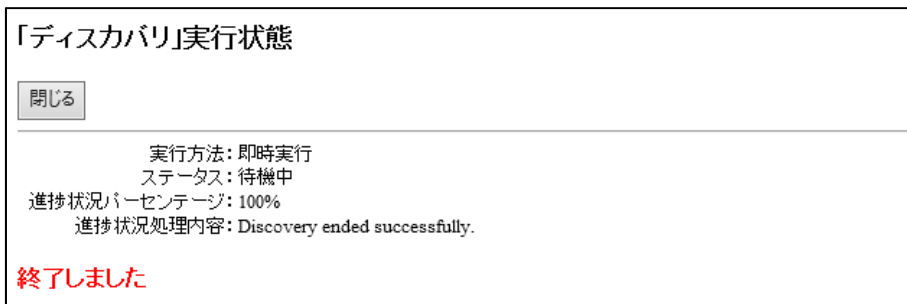 「ディスカバリ」実行状態
閉じる
実行方法：即時実行
ステータス：待機中
進捗状況パーセンテージ：100%
進捗状況処理内容：Discovery ended successfully.
終了しました